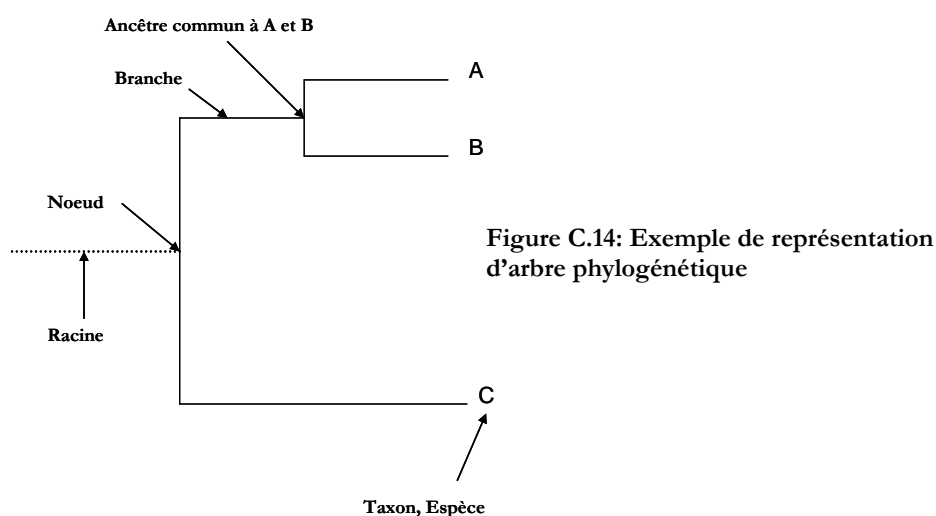 Ancêtre commun à A et B
Branche
A
B
Noeud
Figure C.14: Exemple de représentation
d'arbre phylogénétique
Racine
C
Taxon, Espèce